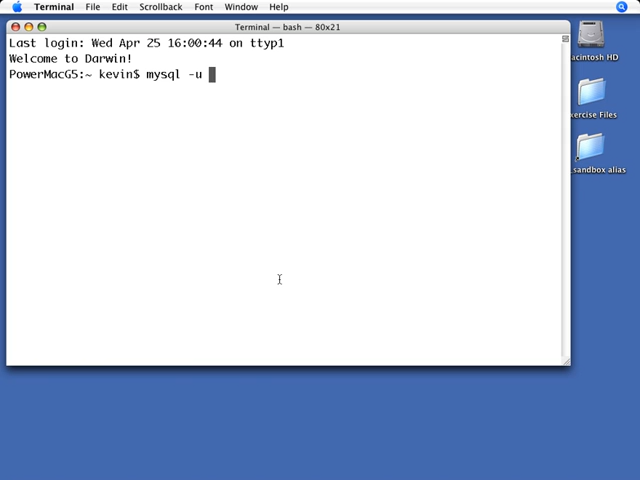 Terminal File Edit Scrollback Font Window Help
Terminal — bash — 80x21
Last login: Wed Apr 25 16:00:44 on ttyp1
Welcome to Darwin!
PowerMacG5:~ kevin$ mysql -u
acintosh HD
xercise Files
sandbox alias